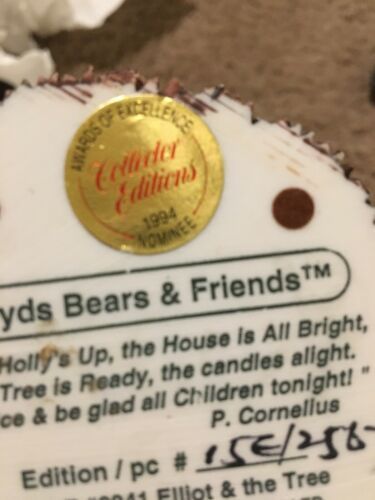 AWARDS OF EXCELLENCE
Collector
Editions
1994
NOMINEE
yds Bears & Friends™
Holly's Up, the House is All Bright,
Tree is Ready, the candles alight.
ce & be glad all Children tonight! "
P. Cornelius
Edition / pc # 15E/256
Elliot & the Tree